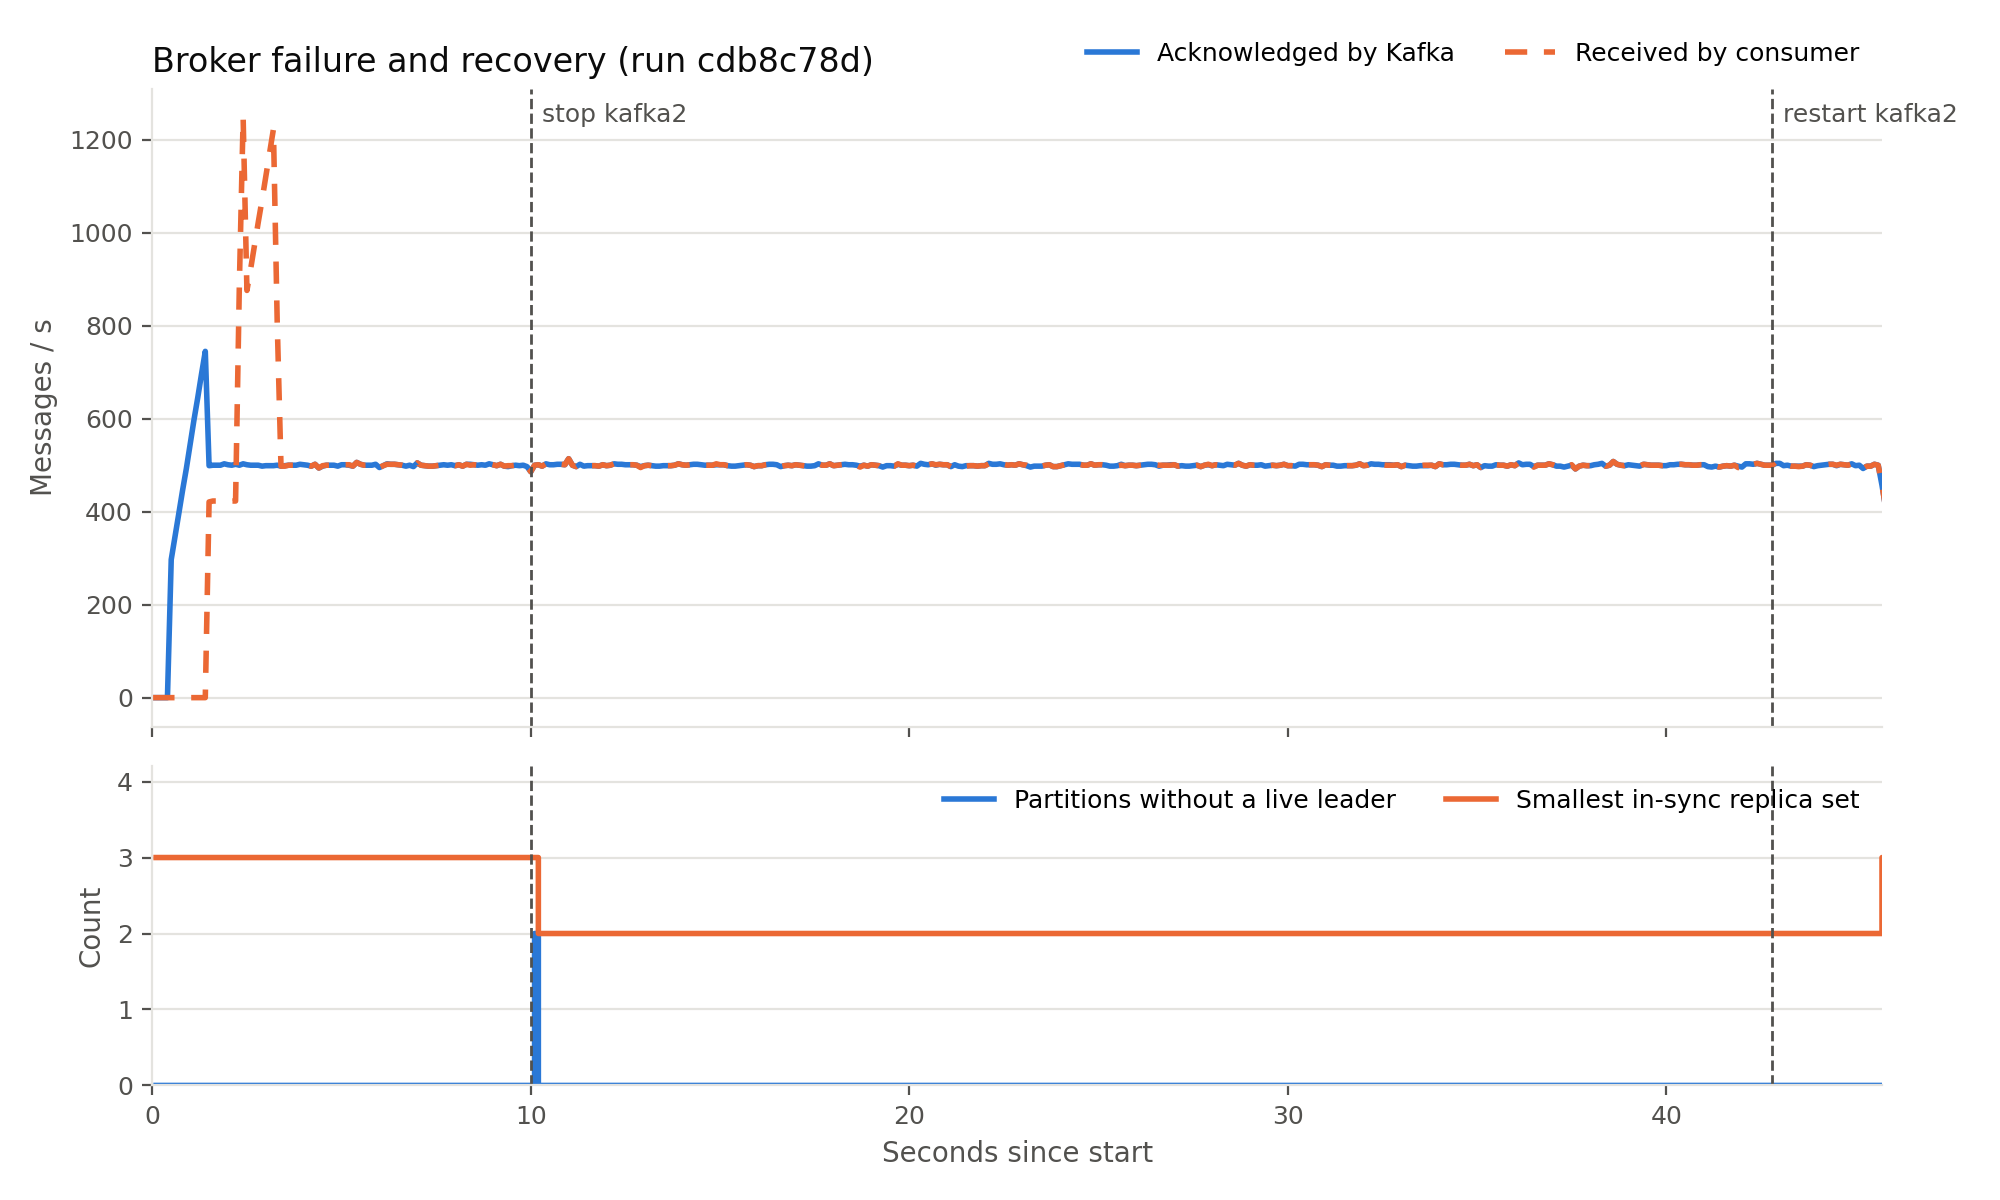 Broker failure and recovery (run cdb8c78d)
Acknowledged by Kafka
Received by consumer
stop kafka2
restart kafka2
1200
1000
800
600
400
200
0
Messages / s
Partitions without a live leader
Smallest in-sync replica set
4
3
2
1
0
Count
0
10
20
30
40
Seconds since start